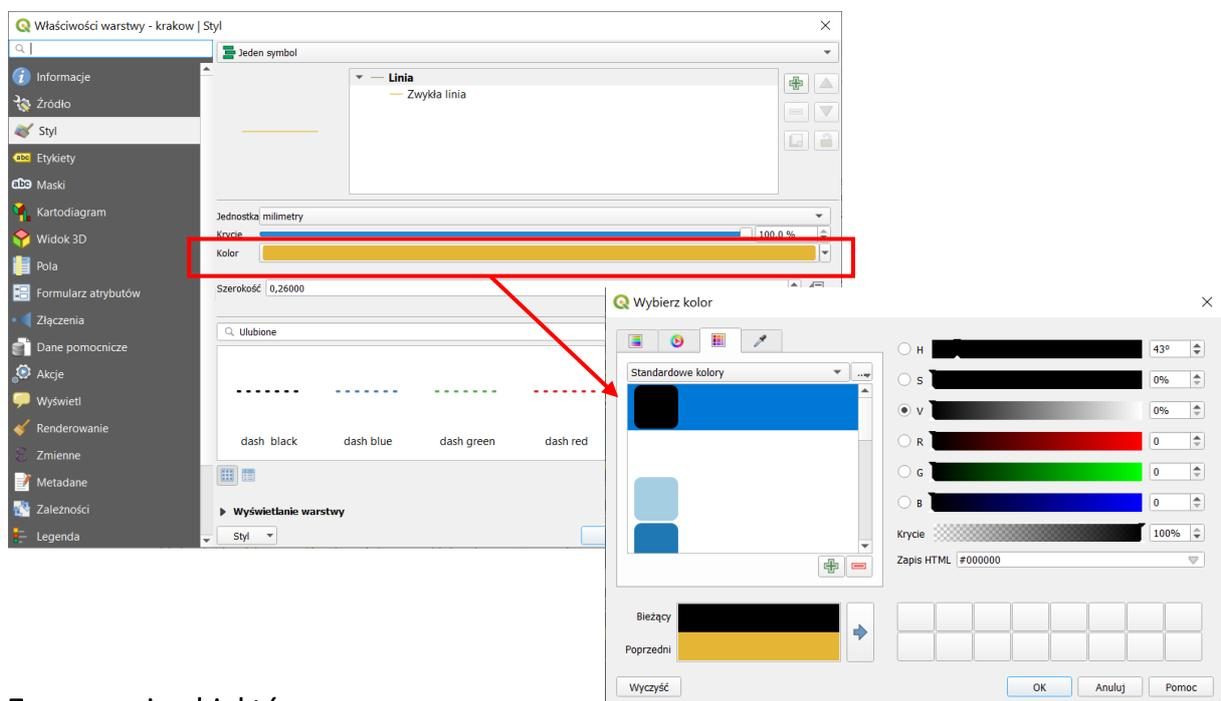 Właściwości warstwy - krakow | Styl
Informacje
Źródło
Styl
Etykiety
Maski
Kartodiagram
Widok 3D
Pola
Formularz atrybutów
Złączenia
Dane pomocnicze
Akcje
Wyświetl
Renderowanie
Zmienne
Metadane
Zależności
Legenda
Jeden symbol
Linia
Zwykła linia
Jednostka milimetry
Krycie 100,0 %
Kolor
Szerokość 0,26000
Ulubione
dash black dash blue dash green dash red
Wyświetlanie warstwy
Styl
Wybierz kolor
Standardowe kolory
...
H 43°
S 0%
V 0%
R 0
G 0
B 0
Krycie 100%
Zapis HTML #000000
Bieżący
Poprzedni
Wyczyść OK Anuluj Pomoc